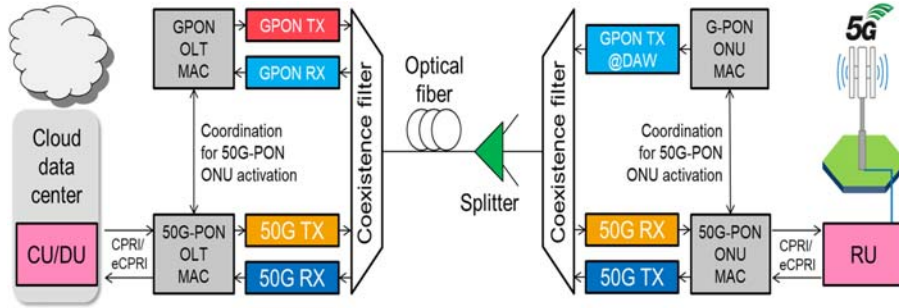 Cloud
data
center
CU/DU
CPRI/
eCPRI
GPON
OLT
MAC
GPON TX
GPON RX
Coordination
for 50G-PON
ONU activation
50G-PON
OLT
MAC
50G TX
50G RX
Coexistence filter
Optical
fiber
Splitter
Coexistence filter
GPON TX
@DAW
G-PON
ONU
MAC
Coordination
for 50G-PON
ONU activation
50G RX
50G TX
50G-PON
ONU
MAC
CPRI/
eCPRI
5G
RU